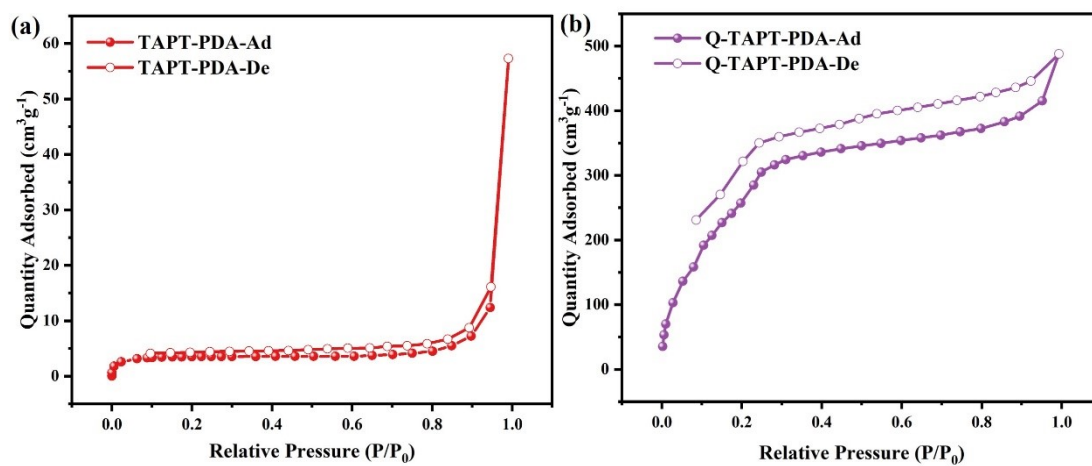 (a)
TAPT-PDA-Ad
TAPT-PDA-De
Quantity Adsorbed (cm³g⁻¹)
60
50
40
30
20
10
0
0.0 0.2 0.4 0.6 0.8 1.0
Relative Pressure (P/P₀)
(b)
Q-TAPT-PDA-Ad
Q-TAPT-PDA-De
Quantity Adsorbed (cm³g⁻¹)
500
400
300
200
100
0
0.0 0.2 0.4 0.6 0.8 1.0
Relative Pressure (P/P₀)